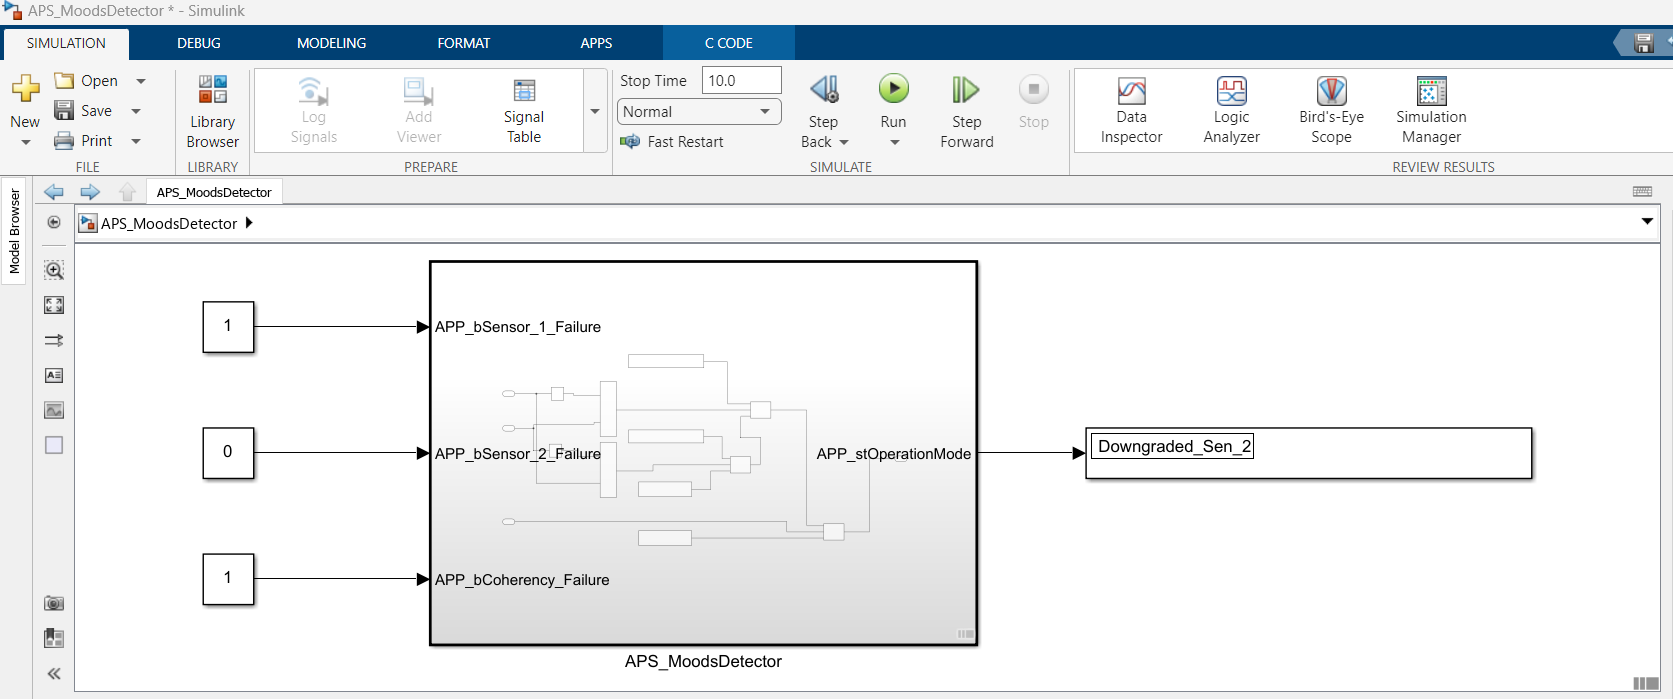 APS_MoodsDetector * - Simulink
SIMULATION DEBUG MODELING FORMAT APPS C CODE
New
Open
Save
Print
FILE
Library Browser
LIBRARY
Log Signals
Add Viewer
Signal Table
PREPARE
Stop Time 10.0
Normal
Fast Restart
Step Back
Run
Step Forward
Stop
SIMULATE
Data Inspector
Logic Analyzer
Bird's-Eye Scope
Simulation Manager
REVIEW RESULTS
Model Browser
APS_MoodsDetector
APS_MoodsDetector
1
APP_bSensor_1_Failure
0
APP_bSensor_2_Failure
APP_stOperationMode
Downgraded_Sen_2
1
APP_bCoherency_Failure
APS_MoodsDetector